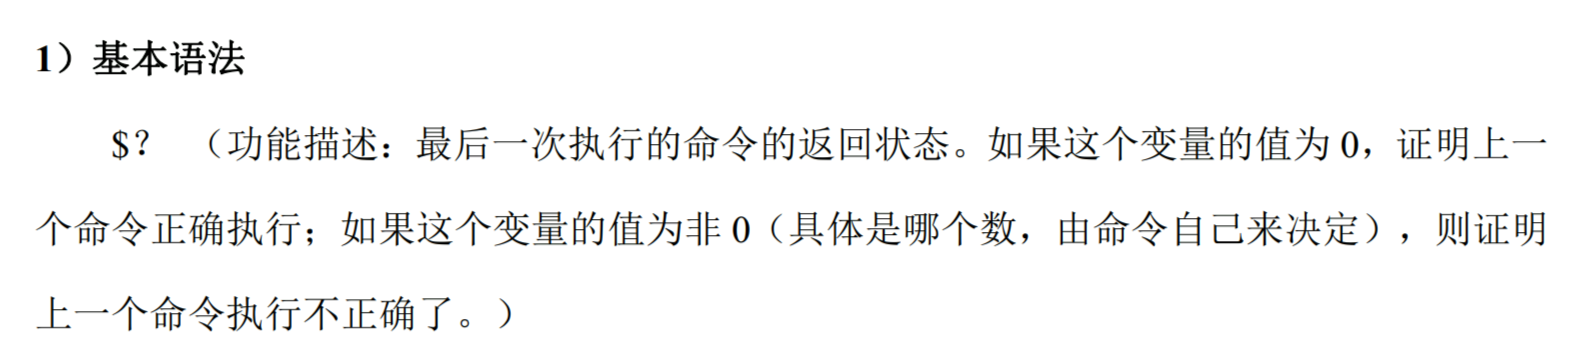 1）基本语法
$？ （功能描述：最后一次执行的命令的返回状态。如果这个变量的值为 0，证明上一
个命令正确执行；如果这个变量的值为非 0（具体是哪个数，由命令自己来决定），则证明
上一个命令执行不正确了。）